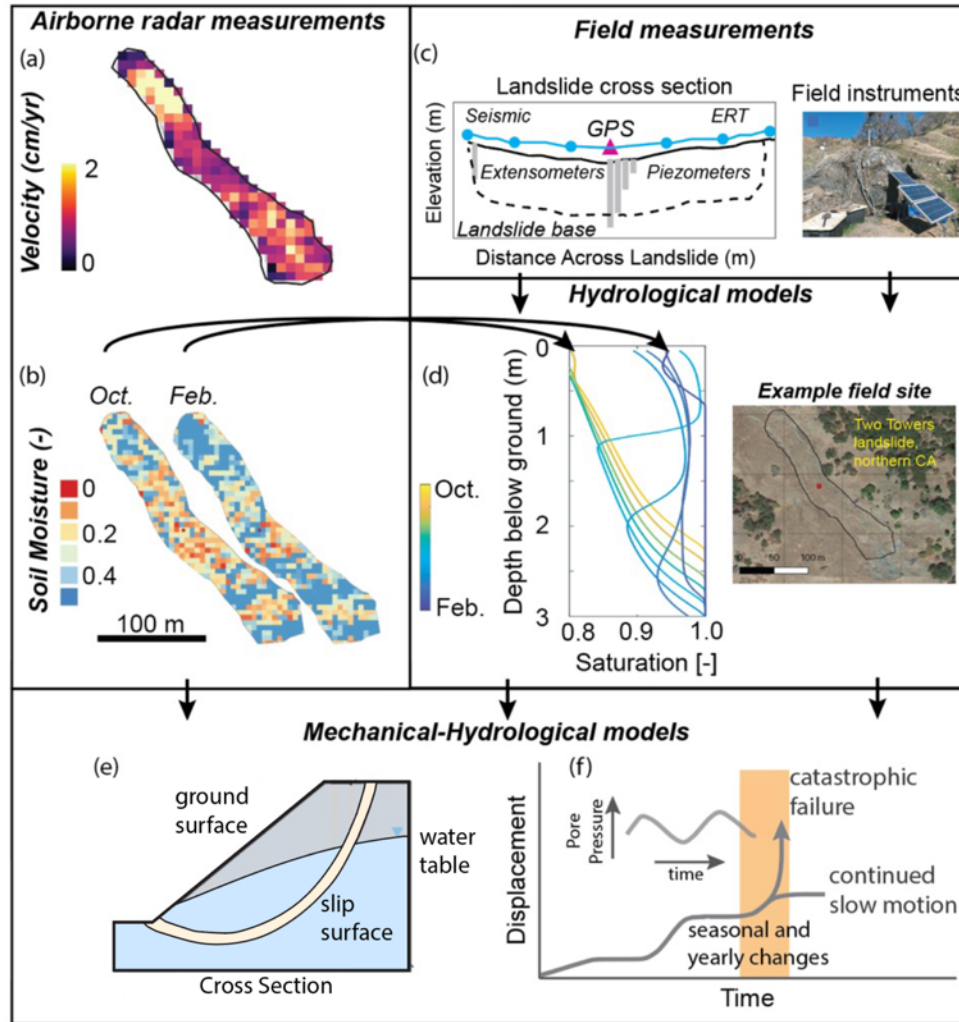 Airborne radar measurements
(a)
Velocity (cm/yr)
2
0
Field measurements
(c)
Landslide cross section
Elevation (m)
Seismic
GPS
ERT
Extensometers
Piezometers
Landslide base
Distance Across Landslide (m)
Field instruments
Hydrological models
(b)
Oct.
Feb.
Soil Moisture (-)
0
0.2
0.4
100 m
(d)
Oct.
Feb.
Depth below ground (m)
0
1
2
3
0.8
0.9
1.0
Saturation [-]
Example field site
Two Towers
landslide,
northern CA
50
100 m
Mechanical-Hydrological models
(e)
ground
surface
water
table
slip
surface
Cross Section
(f)
catastrophic
failure
Pore
Pressure
time
continued
slow motion
seasonal and
yearly changes
Displacement
Time